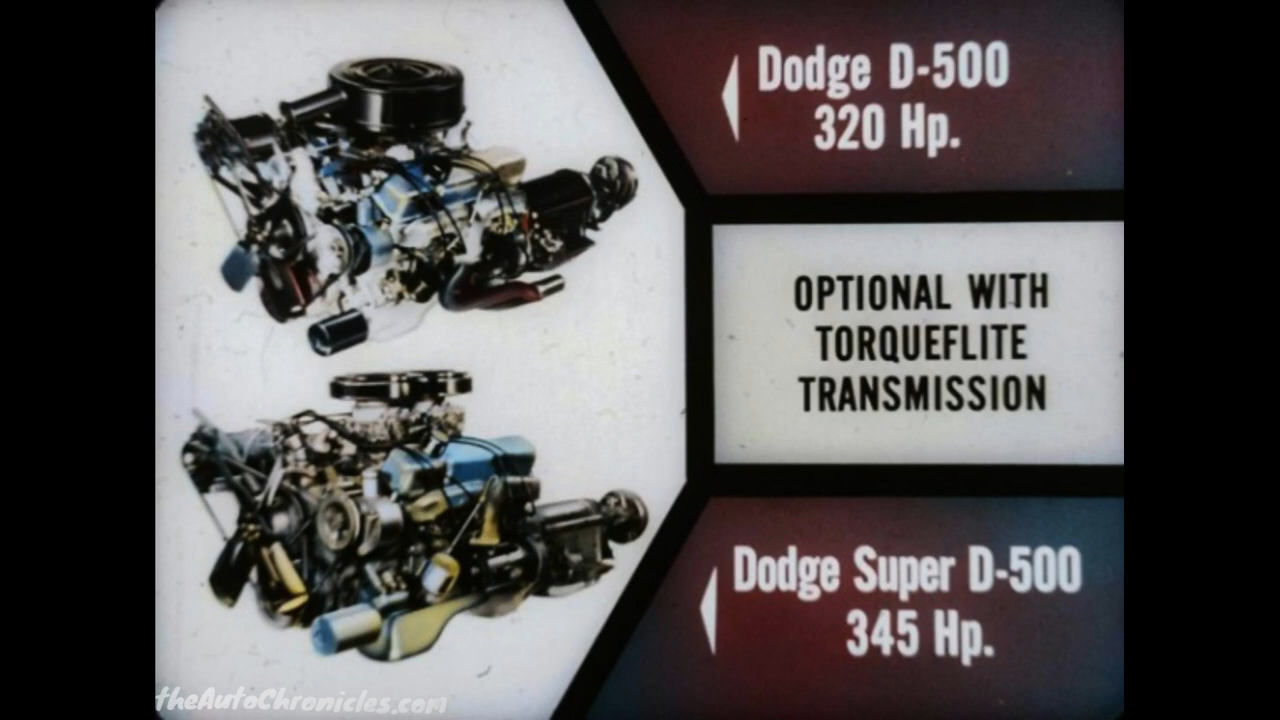 Dodge D-500
320 Hp.
OPTIONAL WITH
TORQUEFLITE
TRANSMISSION
Dodge Super D-500
345 Hp.
theAutoChronicles.com